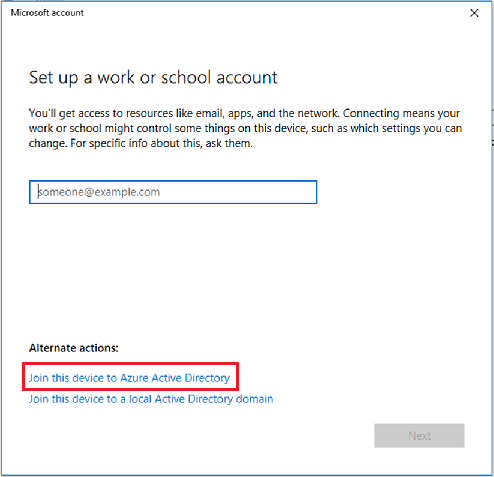 Microsoft account
Set up a work or school account
You'll get access to resources like email, apps, and the network. Connecting means your
work or school might control some things on this device, such as which settings you can
change. For specific info about this, ask them.
someone@example.com
Alternate actions:
Join this device to Azure Active Directory
Join this device to a local Active Directory domain
Next